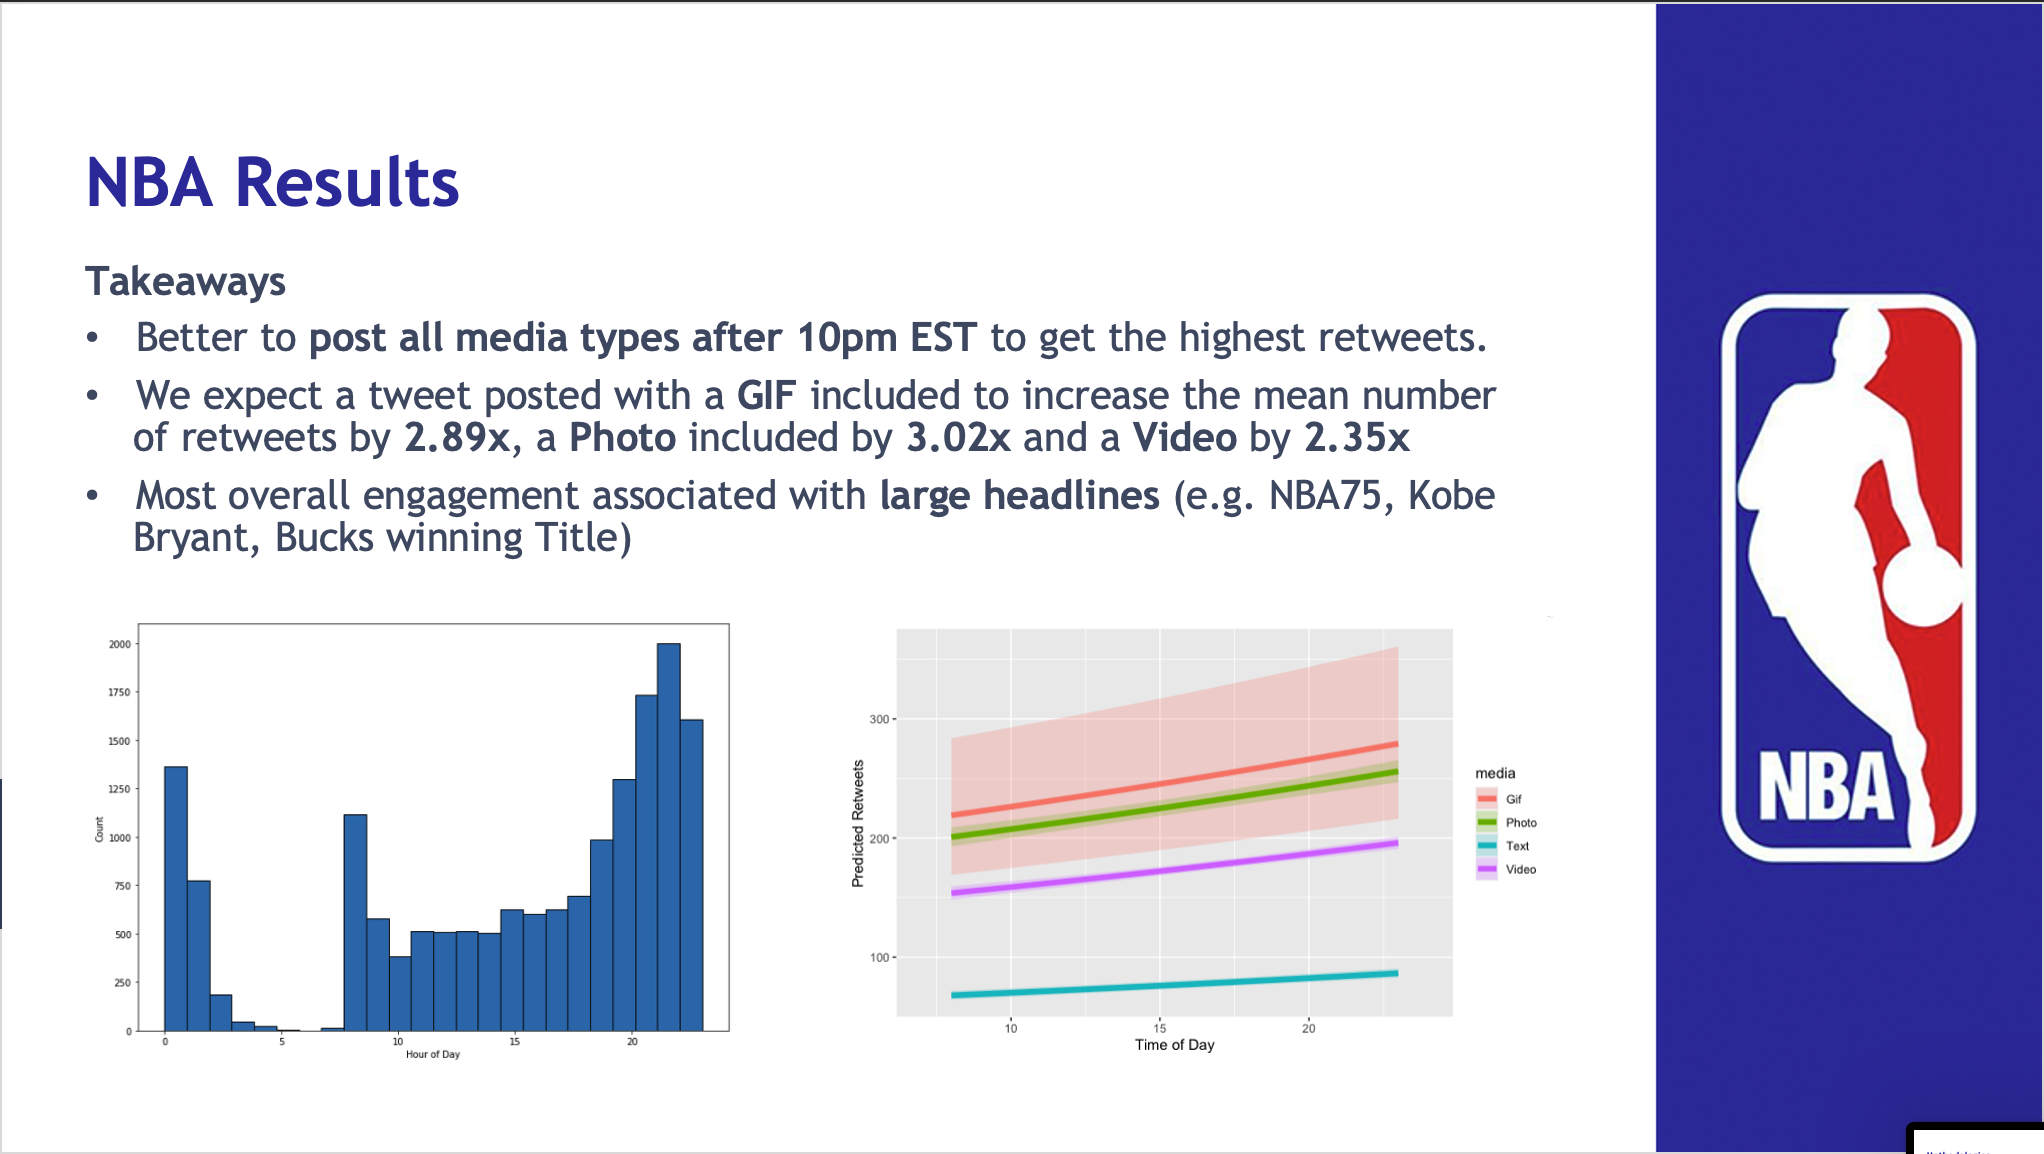 NBA Results
Takeaways
• Better to post all media types after 10pm EST to get the highest retweets.
• We expect a tweet posted with a GIF included to increase the mean number
of retweets by 2.89x, a Photo included by 3.02x and a Video by 2.35x
• Most overall engagement associated with large headlines (e.g. NBA75, Kobe
Bryant, Bucks winning Title)
2000
1750
1500
1250
1000
750
500
250
0
Count
0 5 10 15 20
Hour of Day
300
200
100
Predicted Retweets
10 15 20
Time of Day
media
Gif
Photo
Text
Video
NBA